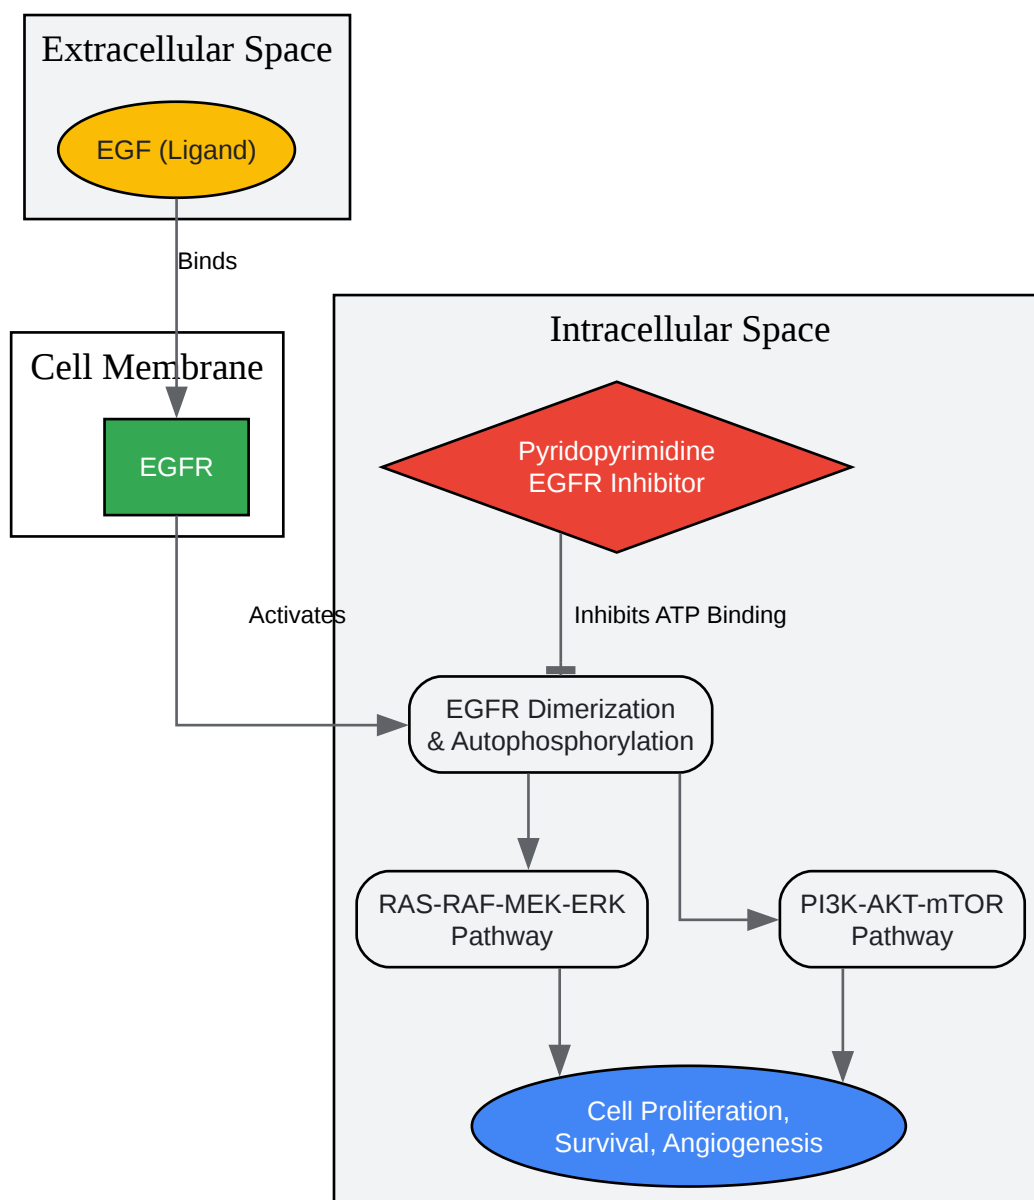 Extracellular Space
EGF (Ligand)
Binds
Cell Membrane
EGFR
Intracellular Space
Pyridopyrimidine
EGFR Inhibitor
Activates
Inhibits ATP Binding
EGFR Dimerization
& Autophosphorylation
RAS-RAF-MEK-ERK
Pathway
PI3K-AKT-mTOR
Pathway
Cell Proliferation,
Survival, Angiogenesis